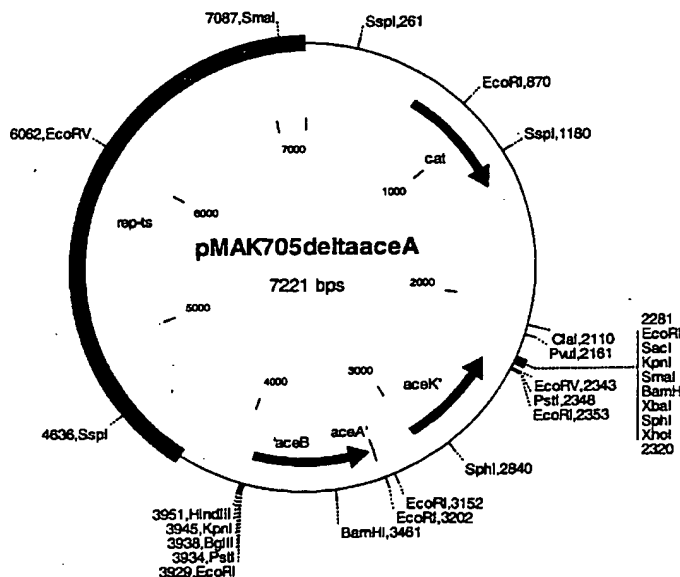 7087,SmaI
SspI,261
EcoRI,870
6062,EcoRV
SspI,1180
cat
7000
1000
rep-ts
6000
pMAK705deltaaceA
7221 bps
2000
5000
2281
ClaI,2110
EcoRI
PvuI,2161
SacI
KpnI
3000
SmaI
aceK'
EcoRV,2343
BamHI
4000
PstI,2348
XbaI
EcoRI,2353
SphI
4636,SspI
'aceB
aceA'
XhoI
2320
SphI,2840
EcoRI,3152
3951,HindIII
EcoRI,3202
3945,KpnI
BamHI,3461
3938,BglII
3934,PstI
3929,EcoRI